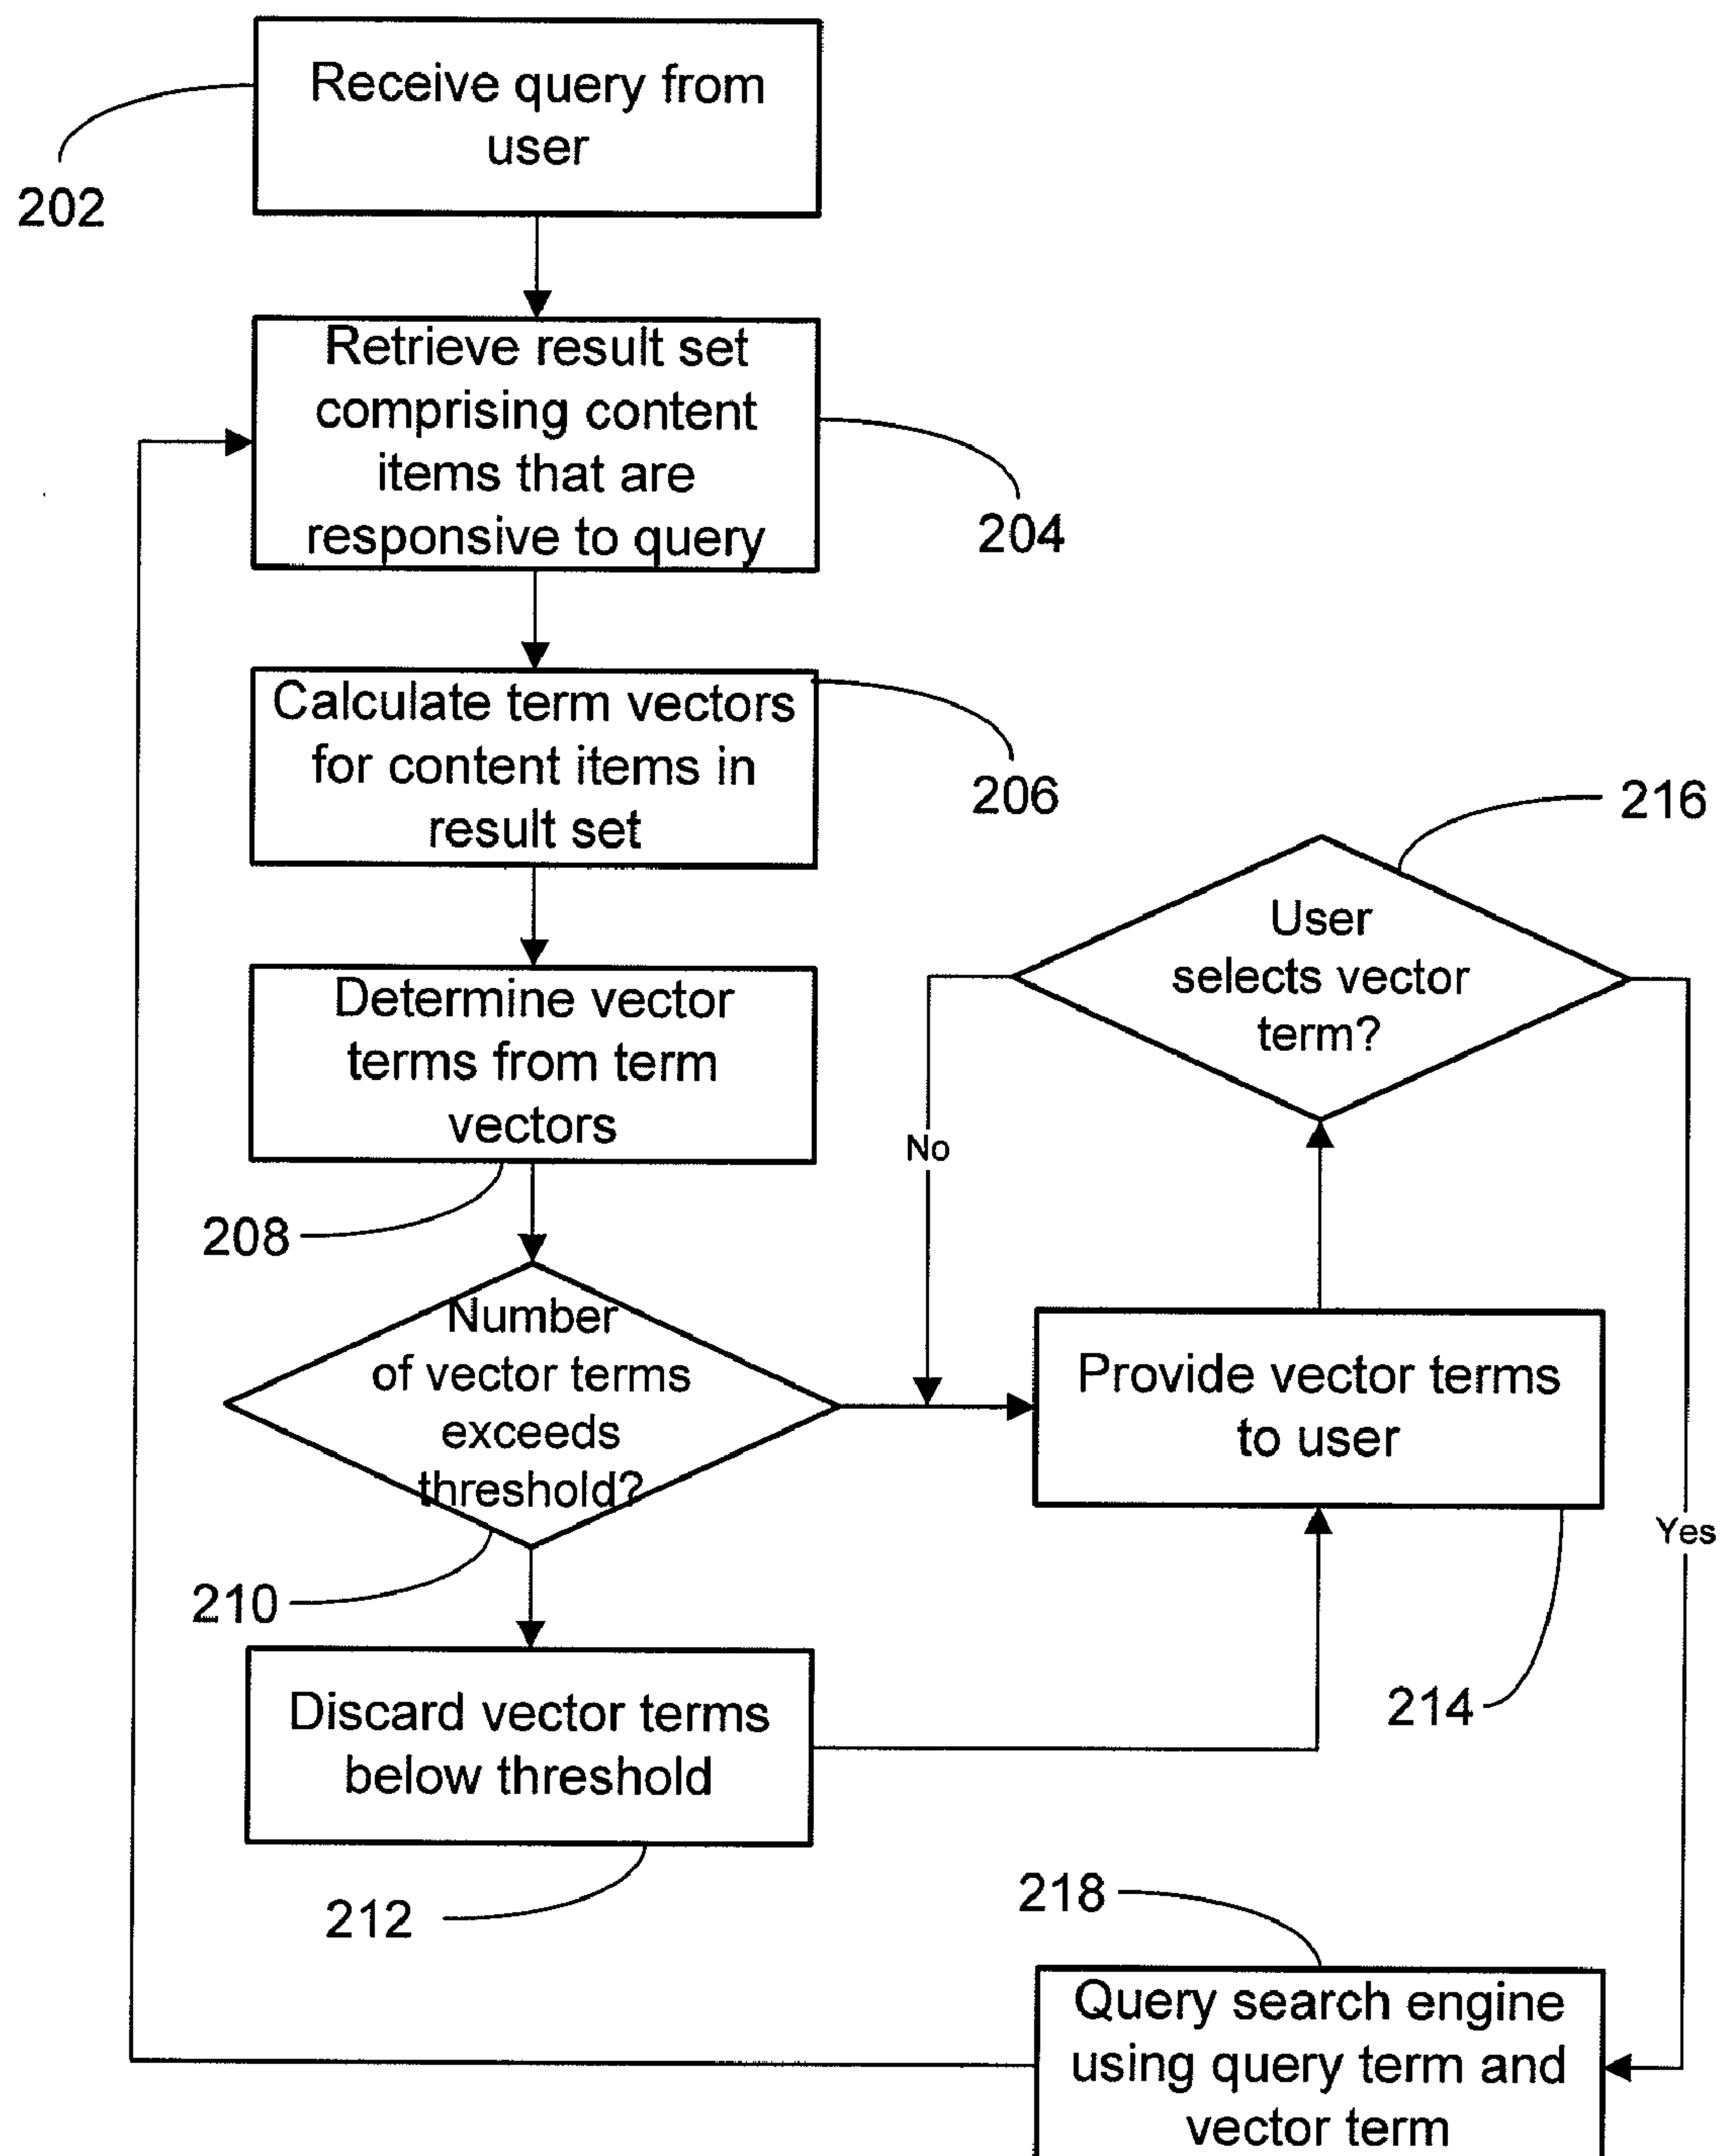 Receive query from
user
202
Retrieve result set
comprising content
items that are
responsive to query
204
Calculate term vectors
for content items in
result set
206
216
User
selects vector
term?
Determine vector
terms from term
vectors
No
208
Number
of vector terms
exceeds
threshold?
Provide vector terms
to user
Yes
210
214
Discard vector terms
below threshold
212
218
Query search engine
using query term and
vector term